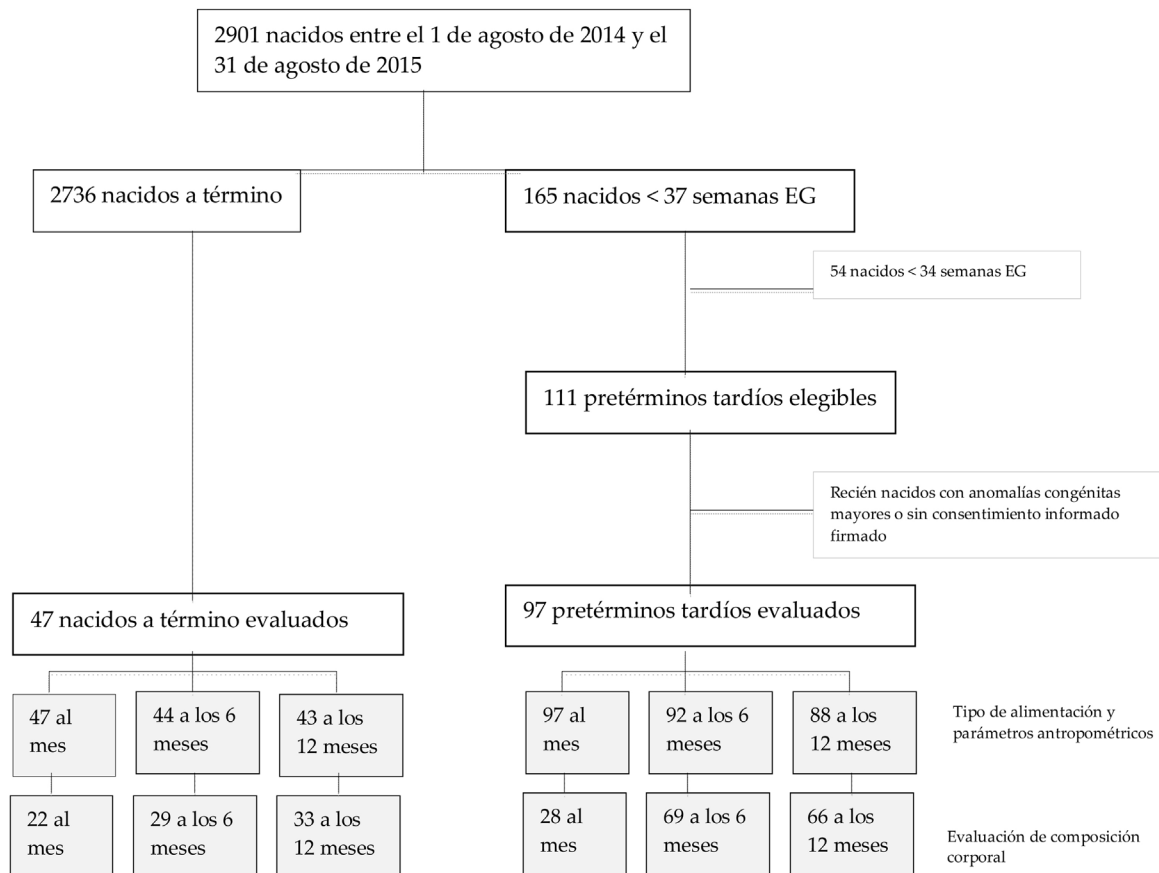 2901 nacidos entre el 1 de agosto de 2014 y el
31 de agosto de 2015
2736 nacidos a término
165 nacidos < 37 semanas EG
54 nacidos < 34 semanas EG
111 pretérminos tardíos elegibles
Recién nacidos con anomalías congénitas
mayores o sin consentimiento informado
firmado
47 nacidos a término evaluados
97 pretérminos tardíos evaluados
47 al
mes
44 a los 6
meses
43 a los
12 meses
97 al
mes
92 a los 6
meses
88 a los
12 meses
Tipo de alimentación y
parámetros antropométricos
22 al
mes
29 a los 6
meses
33 a los
12 meses
28 al
mes
69 a los 6
meses
66 a los
12 meses
Evaluación de composición
corporal